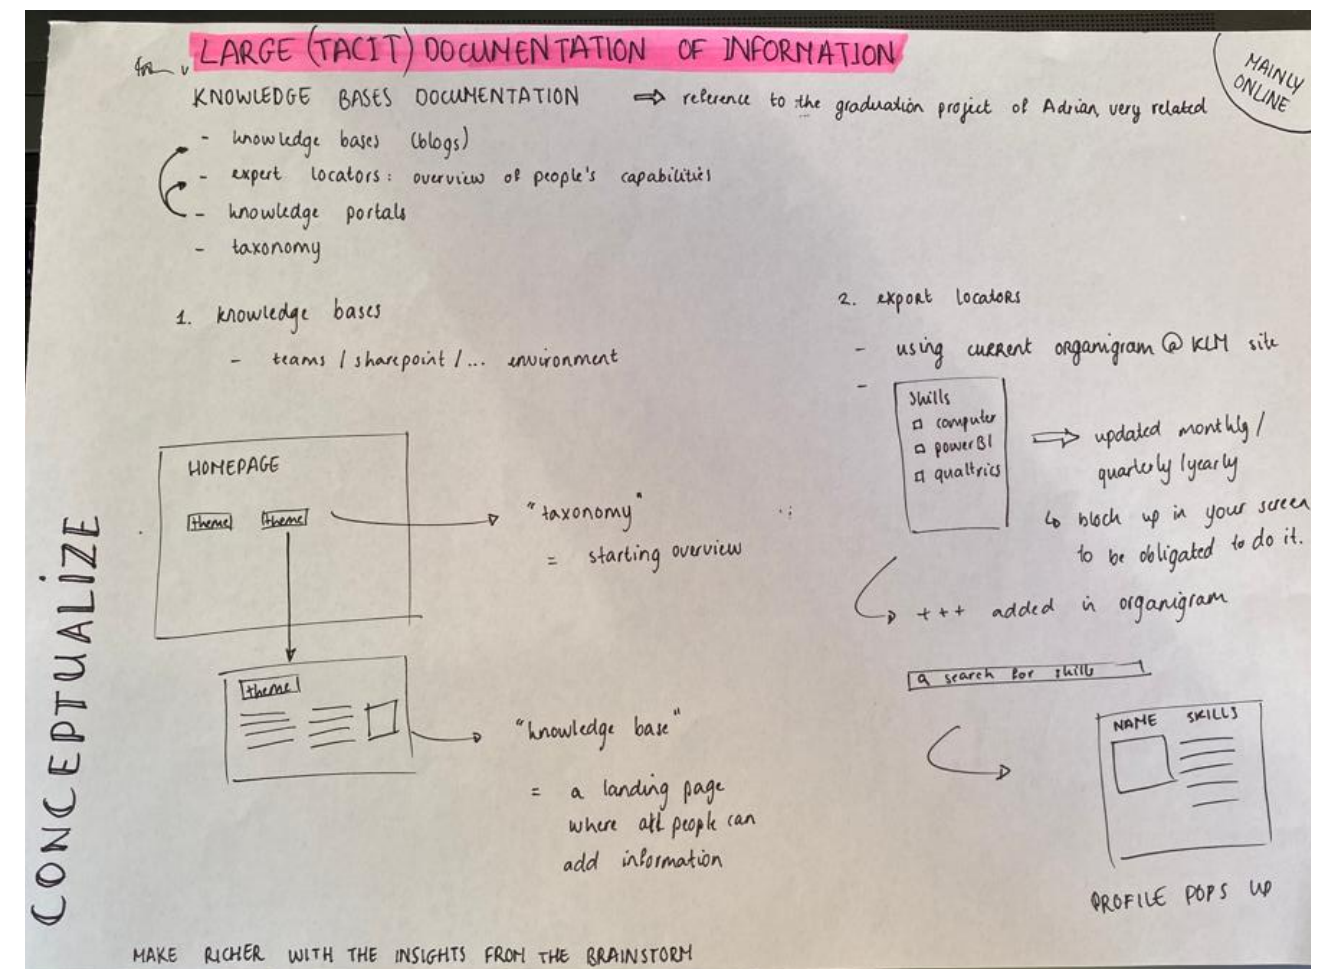 LARGE (TACIT) DOCUMENTATION OF INFORMATION
MAINLY
ONLINE
KNOWLEDGE BASES DOCUMENTATION ⇒ reference to the graduation project of Adrian, very related
- knowledge bases (blogs)
- expert locators: overview of people's capabilities
- knowledge portals
- taxonomy
1. knowledge bases
- teams / sharepoint / ... environment
HOMEPAGE
theme theme
"taxonomy"
= starting overview
theme
"knowledge base"
= a landing page
where all people can
add information
2. export locators
- using current organigram @ KLM site
-
Skills
□ computer
□ powerBI
□ qualtrics
⇒ updated monthly /
quarterly / yearly
↳ block up in your screen
to be obligated to do it.
+++ added in organigram
search for skills
NAME SKILLS
PROFILE POPS UP
CONCEPTUALIZE
MAKE RICHER WITH THE INSIGHTS FROM THE BRAINSTORM